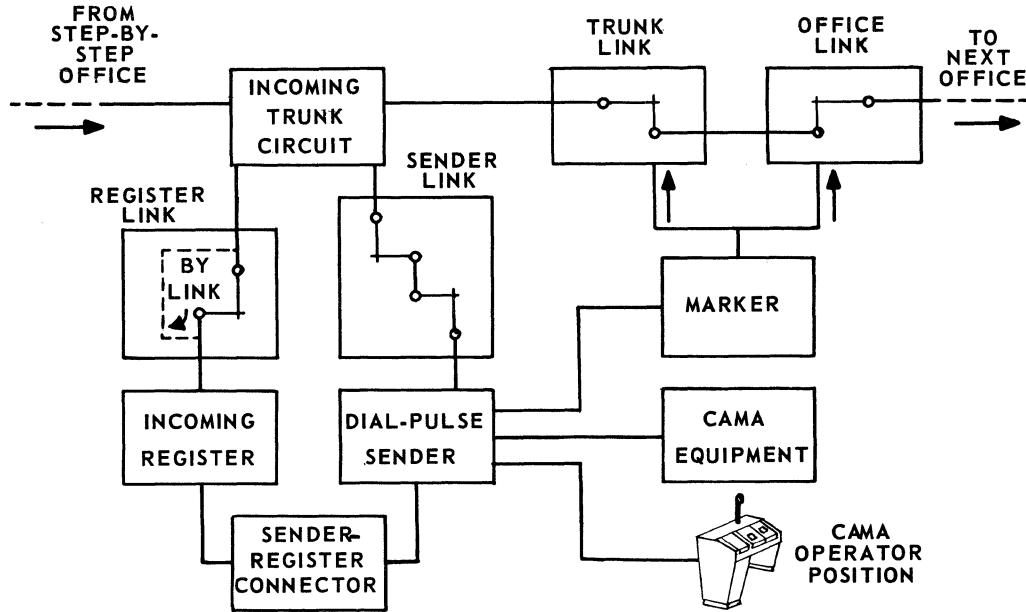 FROM
STEP-BY-
STEP
OFFICE
INCOMING
TRUNK
CIRCUIT
TRUNK
LINK
OFFICE
LINK
TO
NEXT
OFFICE
REGISTER
LINK
BY
LINK
SENDER
LINK
MARKER
INCOMING
REGISTER
DIAL-PULSE
SENDER
CAMA
EQUIPMENT
SENDER-
REGISTER
CONNECTOR
CAMA
OPERATOR
POSITION